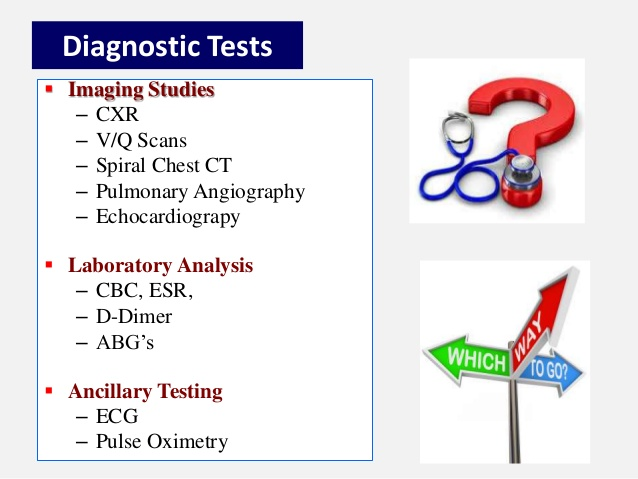 Diagnostic Tests
▪ Imaging Studies
– CXR
– V/Q Scans
– Spiral Chest CT
– Pulmonary Angiography
– Echocardiograpy
▪ Laboratory Analysis
– CBC, ESR,
– D-Dimer
– ABG’s
▪ Ancillary Testing
– ECG
– Pulse Oximetry
WHICH
WAY
TO GO?